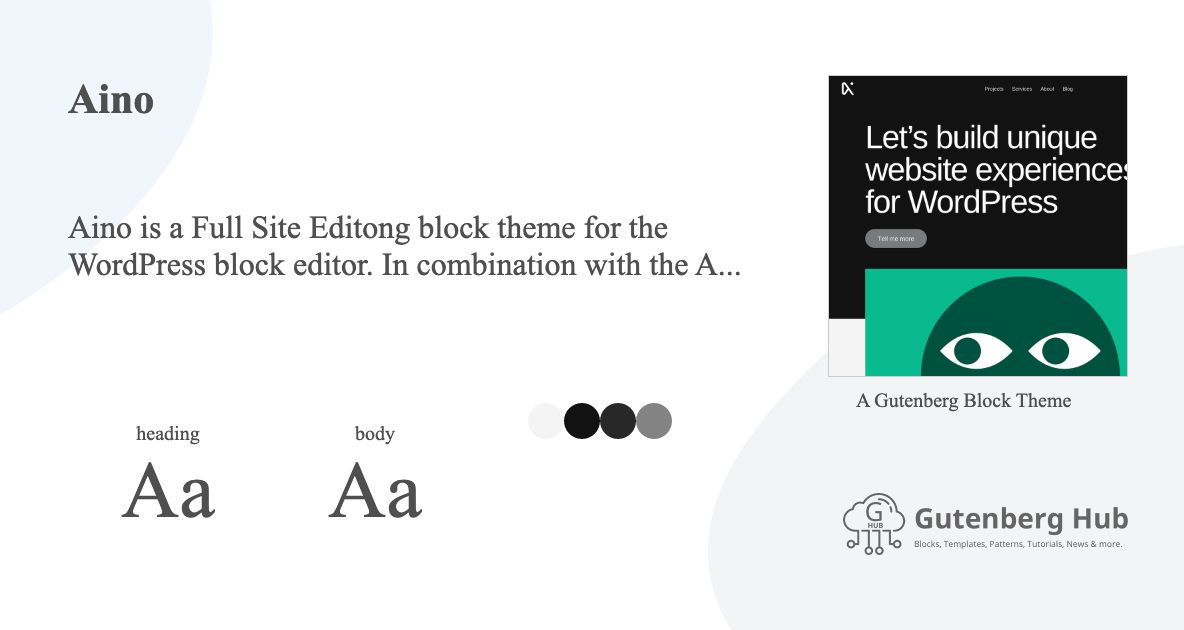 Aino
Aino is a Full Site Editong block theme for the
WordPress block editor. In combination with the A...
heading
Aa
body
Aa
Projects Services About Blog
Let's build unique
website experiences
for WordPress
Tell me more
A Gutenberg Block Theme
G
HUB
Gutenberg Hub
Blocks, Templates, Patterns, Tutorials, News & more.